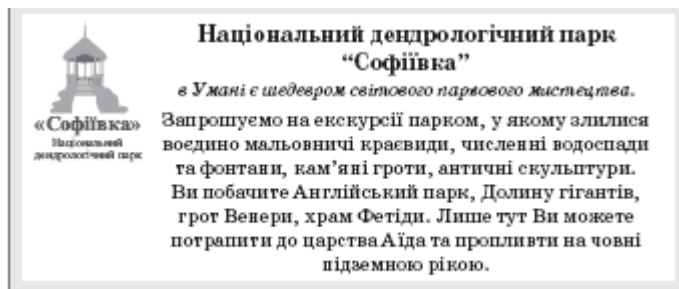 Національний дендрологічний парк
“Софіївка”
в Умані є шедевром світового паркового мистецтва.
«Софіївка»
Національний
дендрологічний парк
Запрошуємо на екскурсії парком, у якому злилися
воєдино мальовничі краєвиди, численні водоспади
та фонтани, кам’яні гроти, античні скульптури.
Ви побачите Англійський парк, Долину гігантів,
грот Венери, храм Фетіди. Лише тут Ви можете
потрапити до царства Аїда та проплисти на човні
підземною рікою.